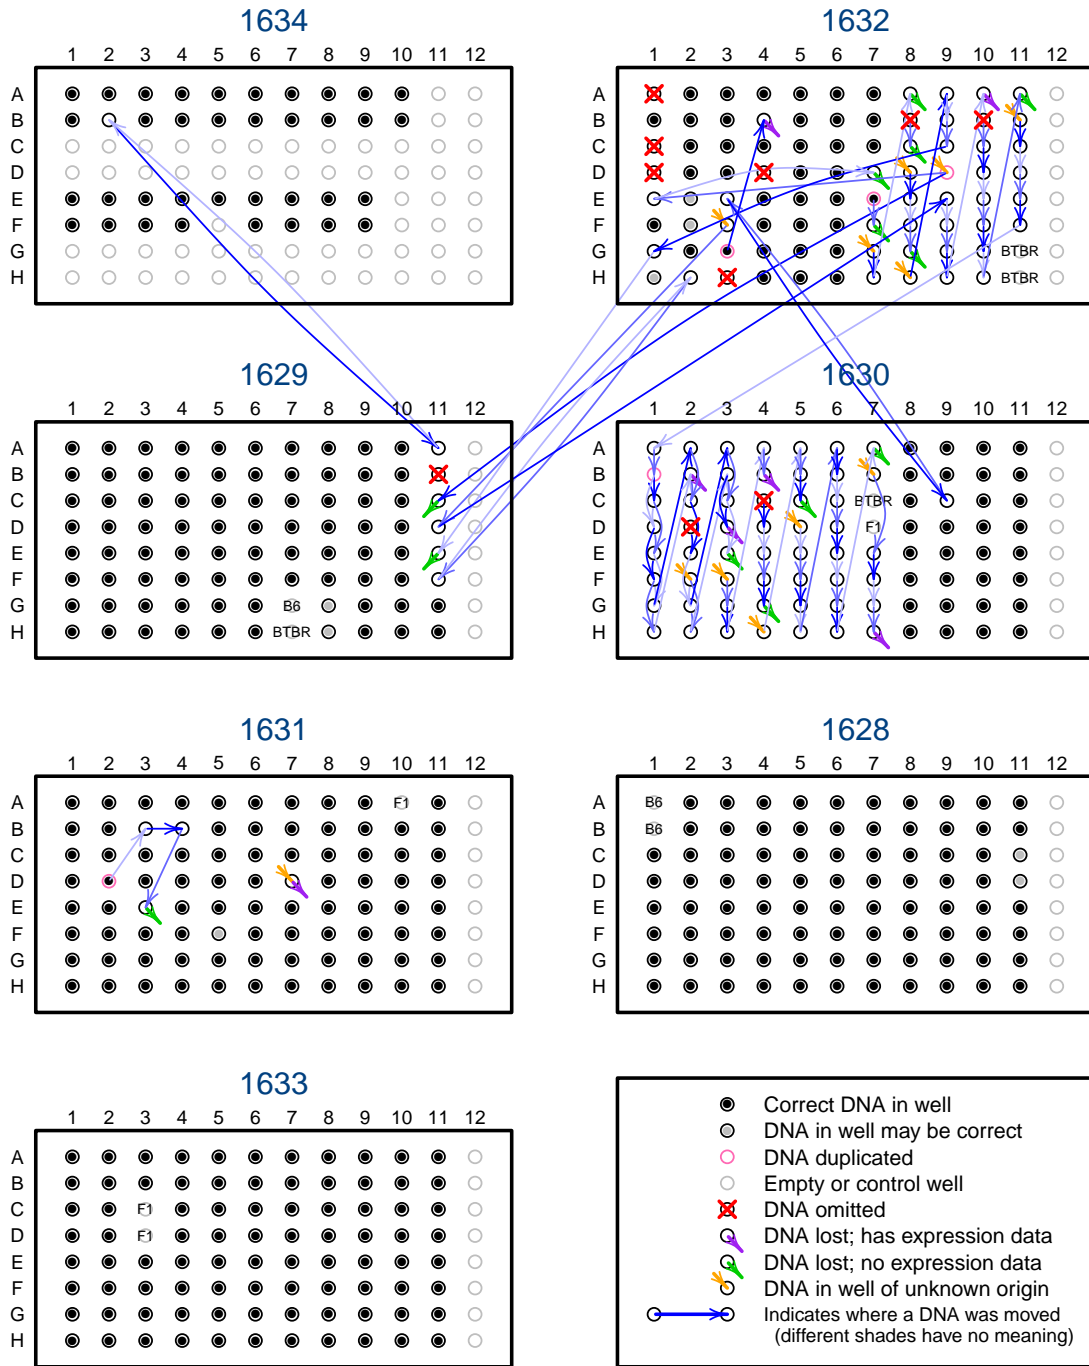 1634
1 2 3 4 5 6 7 8 9 10 11 12
A
B
C
D
E
F
G
H
1632
1 2 3 4 5 6 7 8 9 10 11 12
A
B
C
D
E
F
G BTBR
H BTBR
1629
1 2 3 4 5 6 7 8 9 10 11 12
A
B
C
D
E
F
G B6
H BTBR
1630
1 2 3 4 5 6 7 8 9 10 11 12
A
B
C BTBR
D F1
E
F
G
H
1631
1 2 3 4 5 6 7 8 9 10 11 12
A F1
B
C
D
E
F
G
H
1628
1 2 3 4 5 6 7 8 9 10 11 12
A B6
B B6
C
D
E
F
G
H
1633
1 2 3 4 5 6 7 8 9 10 11 12
A
B
C F1
D F1
E
F
G
H
Correct DNA in well
DNA in well may be correct
DNA duplicated
Empty or control well
DNA omitted
DNA lost; has expression data
DNA lost; no expression data
DNA in well of unknown origin
Indicates where a DNA was moved
(different shades have no meaning)